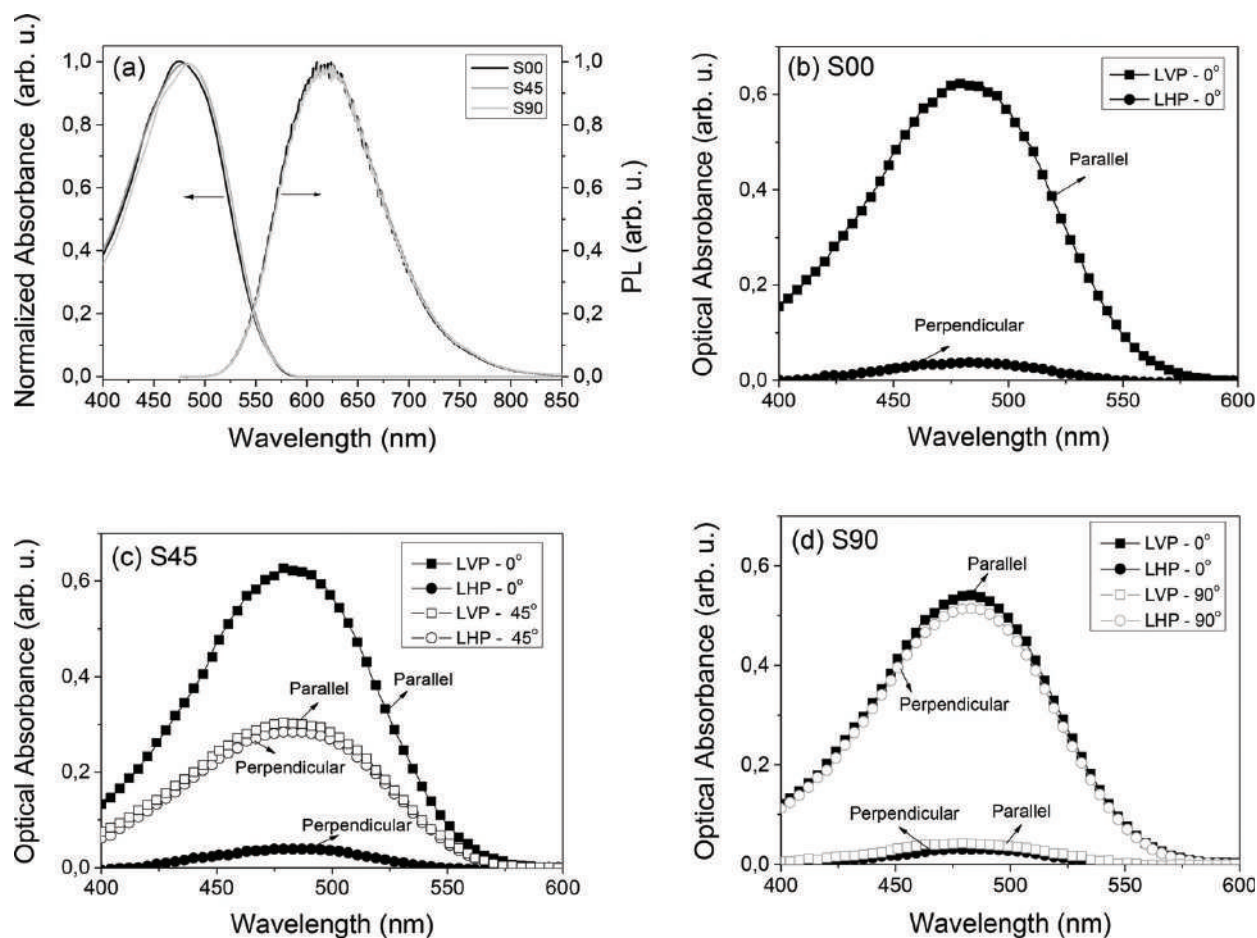 (a)
S00
S45
S90
Normalized Absorbance (arb. u.)
1,0
0,8
0,6
0,4
0,2
0,0
1,0
0,8
0,6
0,4
0,2
0,0
PL (arb. u.)
400 450 500 550 600 650 700 750 800 850
Wavelength (nm)
(b) S00
LVP - 0°
LHP - 0°
Parallel
Perpendicular
Optical Absrobance (arb. u.)
0,6
0,4
0,2
0,0
400 450 500 550 600
Wavelength (nm)
(c) S45
LVP - 0°
LHP - 0°
LVP - 45°
LHP - 45°
Parallel
Parallel
Perpendicular
Perpendicular
Optical Absorbance (arb. u.)
0,6
0,4
0,2
0,0
400 450 500 550 600
Wavelength (nm)
(d) S90
LVP - 0°
LHP - 0°
LVP - 90°
LHP - 90°
Parallel
Perpendicular
Perpendicular
Parallel
Optical Absorbance (arb. u.)
0,6
0,4
0,2
0,0
400 450 500 550 600
Wavelength (nm)